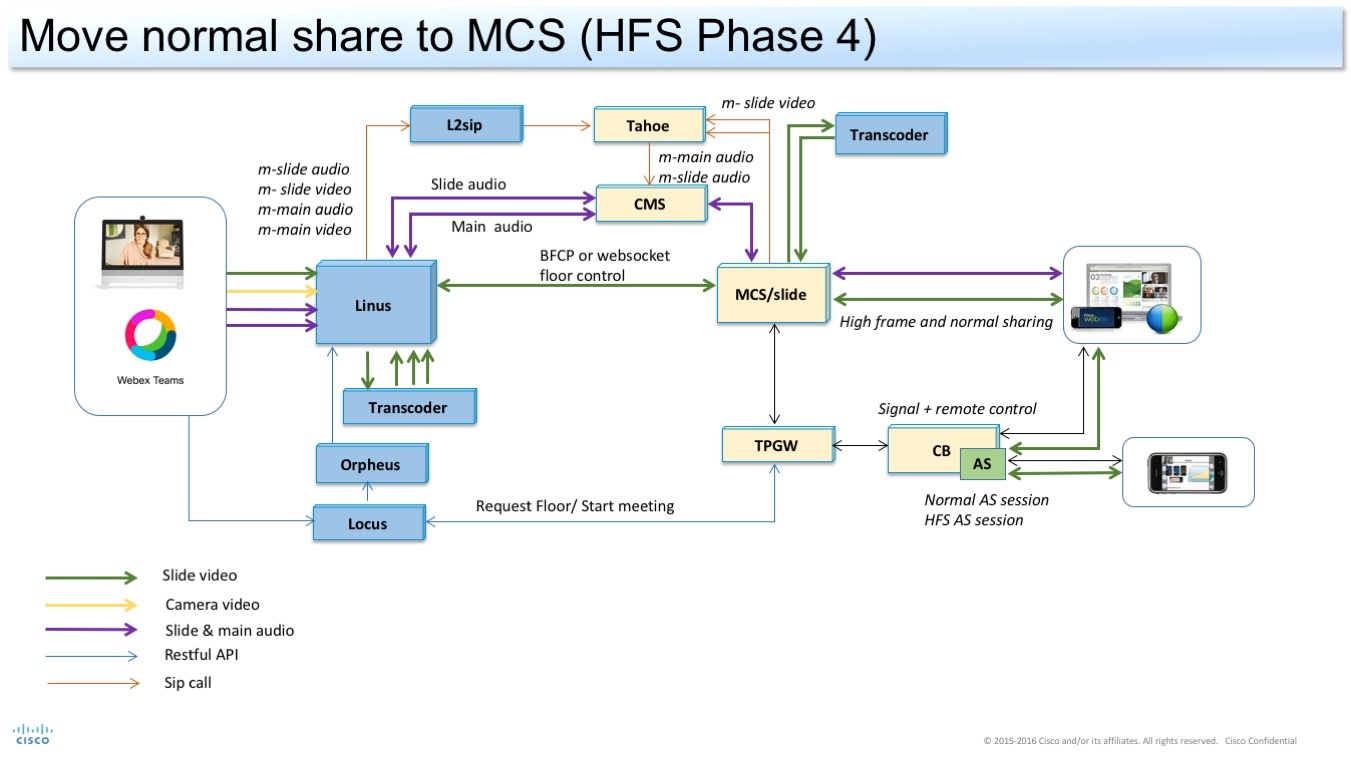 Move normal share to MCS (HFS Phase 4)
m- slide video
L2sip
Tahoe
Transcoder
m-main audio
m-slide audio
m-slide audio
m- slide video
m-main audio
m-main video
Slide audio
CMS
Main audio
BFCP or websocket
floor control
Linus
MCS/slide
High frame and normal sharing
Webex Teams
Transcoder
Signal + remote control
TPGW
CB
AS
Orpheus
Normal AS session
HFS AS session
Request Floor/ Start meeting
Locus
Slide video
Camera video
Slide & main audio
Restful API
Sip call
CISCO
© 2015-2016 Cisco and/or its affiliates. All rights reserved. Cisco Confidential